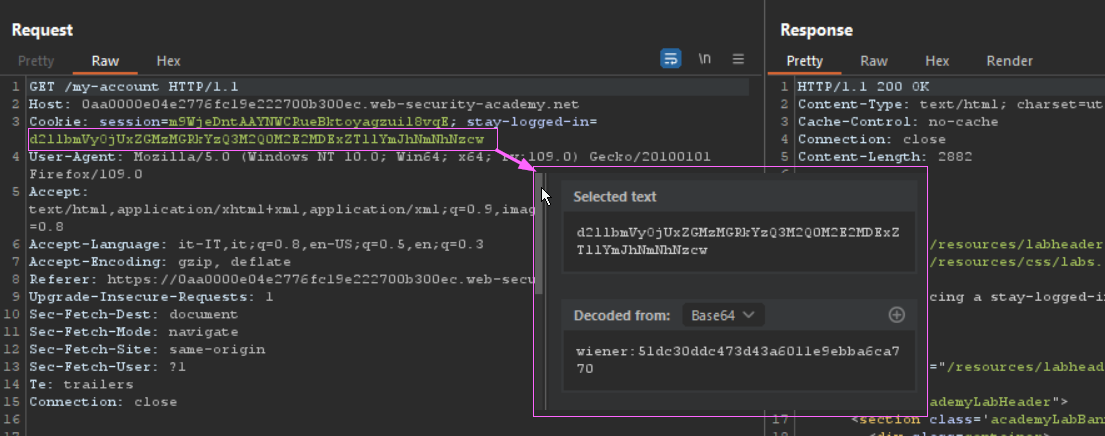 Request
Pretty
Raw
Hex
\n
1 GET /my-account HTTP/1.1
2 Host: 0aa0000e04e2776fc19e222700b300ec.web-security-academy.net
3 Cookie: session=m9WjeDntAAYNWCRueBktoyagzuil8vqE; stay-logged-in=
d2llbmVyOjUxZGMzMGRkYzQ3M2Q0M2E2MDExZTllYmJhNmNhNzcw
4 User-Agent: Mozilla/5.0 (Windows NT 10.0; Win64; x64; rv:109.0) Gecko/20100101
Firefox/109.0
5 Accept:
text/html,application/xhtml+xml,application/xml;q=0.9,imag
=0.8
6 Accept-Language: it-IT,it;q=0.8,en-US;q=0.5,en;q=0.3
7 Accept-Encoding: gzip, deflate
8 Referer: https://0aa0000e04e2776fc19e222700b300ec.web-secu
9 Upgrade-Insecure-Requests: 1
10 Sec-Fetch-Dest: document
11 Sec-Fetch-Mode: navigate
12 Sec-Fetch-Site: same-origin
13 Sec-Fetch-User: ?1
14 Te: trailers
15 Connection: close
16
Selected text
d2llbmVyOjUxZGMzMGRkYzQ3M2Q0M2E2MDExZ
TllYmJhNmNhNzcw
Decoded from: Base64
wiener:51dc30ddc473d43a6011e9ebba6ca7
70
Response
Pretty
Raw
Hex
Render
1 HTTP/1.1 200 OK
2 Content-Type: text/html; charset=ut
3 Cache-Control: no-cache
4 Connection: close
5 Content-Length: 2882
/resources/labheader
/resources/css/labs.
cing a stay-logged-i
="/resources/labhead
ademyLabHeader">
17 <section class='academyLabBann